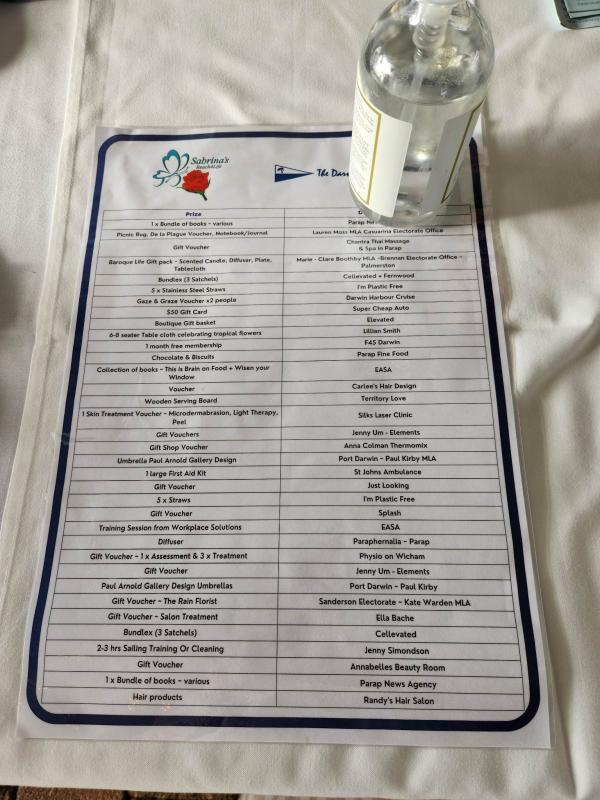 Sabrina's
Reach4Life
The Dar
Prize
D
1 x Bundle of books - various
Parap Ne
Picnic Rug, De la Plague Voucher, Notebook/Journal
Lauren Moss MLA Casuarina Electorate Office
Gift Voucher
Chantra Thai Massage
& Spa in Parap
Baroque Life Gift pack - Scented Candle, Diffuser, Plate,
Tablecloth
Marie - Clare Boothby MLA -Brennan Electorate Office -
Palmerston
Bundlex (3 Satchels)
Cellevated + Fernwood
5 x Stainless Steel Straws
I'm Plastic Free
Gaze & Graze Voucher x2 people
Darwin Harbour Cruise
$50 Gift Card
Super Cheap Auto
Boutique Gift basket
Elevated
6-8 seater Table cloth celebrating tropical flowers
Lillian Smith
1 month free membership
F45 Darwin
Chocolate & Biscuits
Parap Fine Food
Collection of books - This is Brain on Food + Wisen your
Window
EASA
Voucher
Carlee's Hair Design
Wooden Serving Board
Territory Love
1 Skin Treatment Voucher - Microdermabrasion, Light Therapy,
Peel
Silks Laser Clinic
Gift Vouchers
Jenny Um - Elements
Gift Shop Voucher
Anna Colman Thermomix
Umbrella Paul Arnold Gallery Design
Port Darwin - Paul Kirby MLA
1 large First Aid Kit
St Johns Ambulance
Gift Voucher
Just Looking
5 x Straws
I'm Plastic Free
Gift Voucher
Splash
Training Session from Workplace Solutions
EASA
Diffuser
Paraphernalia - Parap
Gift Voucher - 1 x Assessment & 3 x Treatment
Physio on Wicham
Gift Voucher
Jenny Um - Elements
Paul Arnold Gallery Design Umbrellas
Port Darwin - Paul Kirby
Gift Voucher - The Rain Florist
Sanderson Electorate - Kate Warden MLA
Gift Voucher - Salon Treatment
Ella Bache
Bundlex (3 Satchels)
Cellevated
2-3 hrs Sailing Training Or Cleaning
Jenny Simondson
Gift Voucher
Annabelles Beauty Room
1 x Bundle of books - various
Parap News Agency
Hair products
Randy's Hair Salon